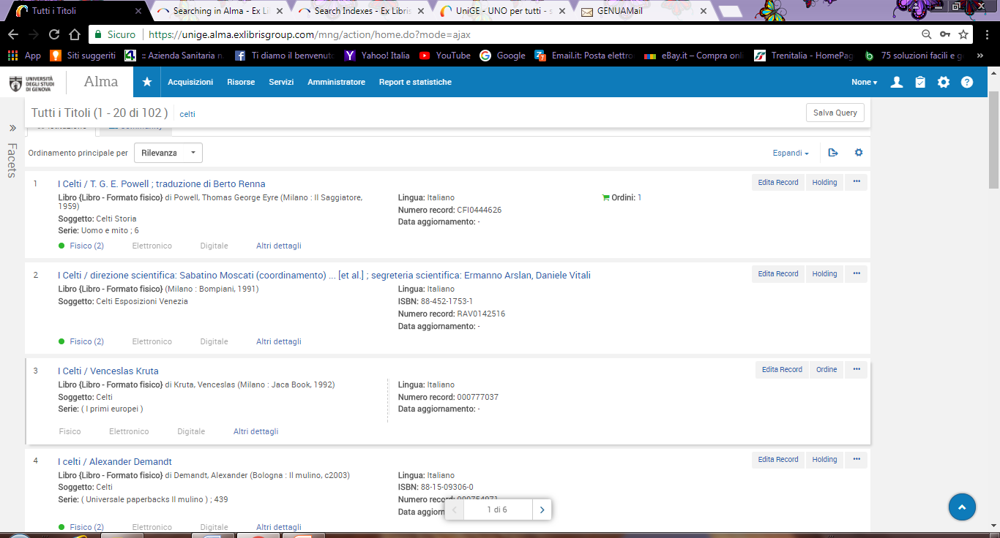 Tutti i Titoli
Searching in Alma - Ex Li
Search Indexes - Ex Libris
UniGE - UNO per tutti - s
GENUAMail
Sicuro https://unige.alma.exlibrisgroup.com/mng/action/home.do?mode=ajax
App Siti suggeriti :: Azienda Sanitaria n. Ti diamo il benvenuto Yahoo! Italia YouTube Google Email.it: Posta elettro eBay.it – Compra onli Trenitalia - HomePag 75 soluzioni facili e g »
UNIVERSITÀ
DEGLI STUDI
DI GENOVA
Alma Acquisizioni Risorse Servizi Amministratore Report e statistiche None
Tutti i Titoli (1 - 20 di 102 ) celti Salva Query
Facets
Istituzione Community
Ordinamento principale per Rilevanza Espandi
1 I Celti / T. G. E. Powell ; traduzione di Berto Renna Edita Record Holding ...
Libro {Libro - Formato fisico} di Powell, Thomas George Eyre (Milano : Il Saggiatore,
1959)
Soggetto: Celti Storia
Serie: Uomo e mito ; 6
Lingua: Italiano
Numero record: CFI0444626
Data aggiornamento: -
Ordini: 1
Fisico (2) Elettronico Digitale Altri dettagli
2 I Celti / direzione scientifica: Sabatino Moscati (coordinamento) ... [et al.] ; segreteria scientifica: Ermanno Arslan, Daniele Vitali Edita Record Holding ...
Libro {Libro - Formato fisico} (Milano : Bompiani, 1991)
Soggetto: Celti Esposizioni Venezia
Lingua: Italiano
ISBN: 88-452-1753-1
Numero record: RAV0142516
Data aggiornamento: -
Fisico (2) Elettronico Digitale Altri dettagli
3 I Celti / Venceslas Kruta Edita Record Ordine ...
Libro {Libro - Formato fisico} di Kruta, Venceslas (Milano : Jaca Book, 1992)
Soggetto: Celti
Serie: ( I primi europei )
Lingua: Italiano
Numero record: 000777037
Data aggiornamento: -
Fisico Elettronico Digitale Altri dettagli
4 I celti / Alexander Demandt Edita Record Holding ...
Libro {Libro - Formato fisico} di Demandt, Alexander (Bologna : Il mulino, c2003)
Soggetto: Celti
Serie: ( Universale paperbacks Il mulino ) ; 439
Lingua: Italiano
ISBN: 88-15-09306-0
Numero record:
Data aggiorn
1 di 6
Fisico (2) Elettronico Digitale Altri dettagli